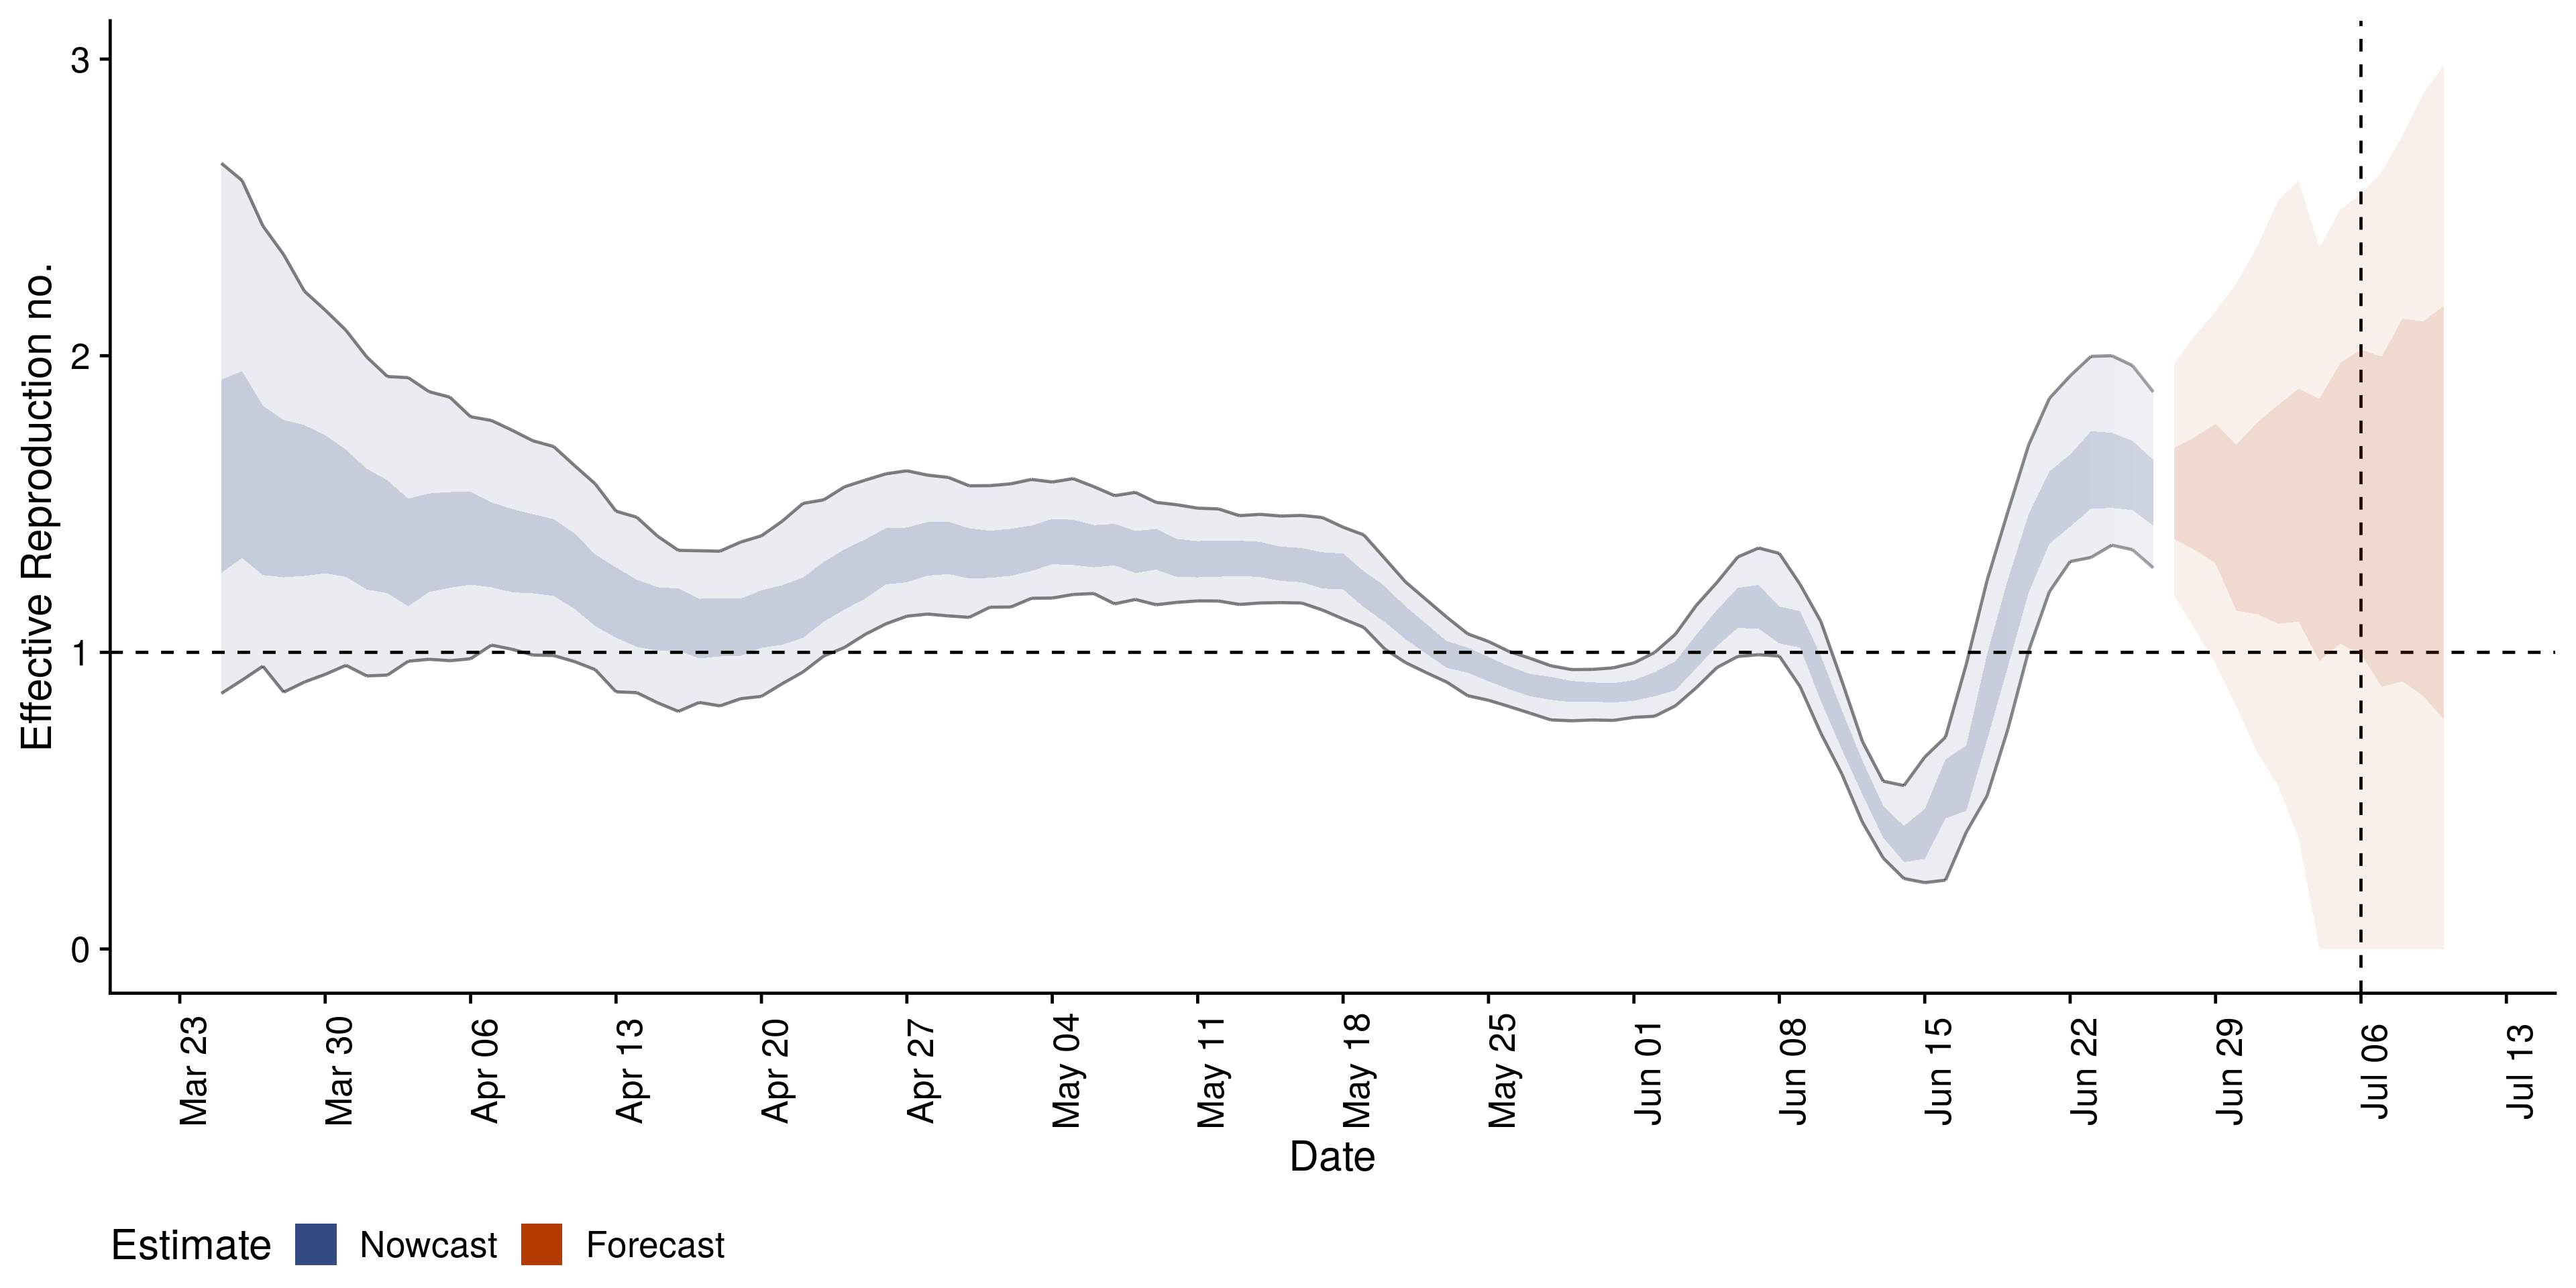 Effective Reproduction no.
3
2
1
0
Mar 23
Mar 30
Apr 06
Apr 13
Apr 20
Apr 27
May 04
May 11
May 18
May 25
Jun 01
Jun 08
Jun 15
Jun 22
Jun 29
Jul 06
Jul 13
Date
Estimate Nowcast Forecast